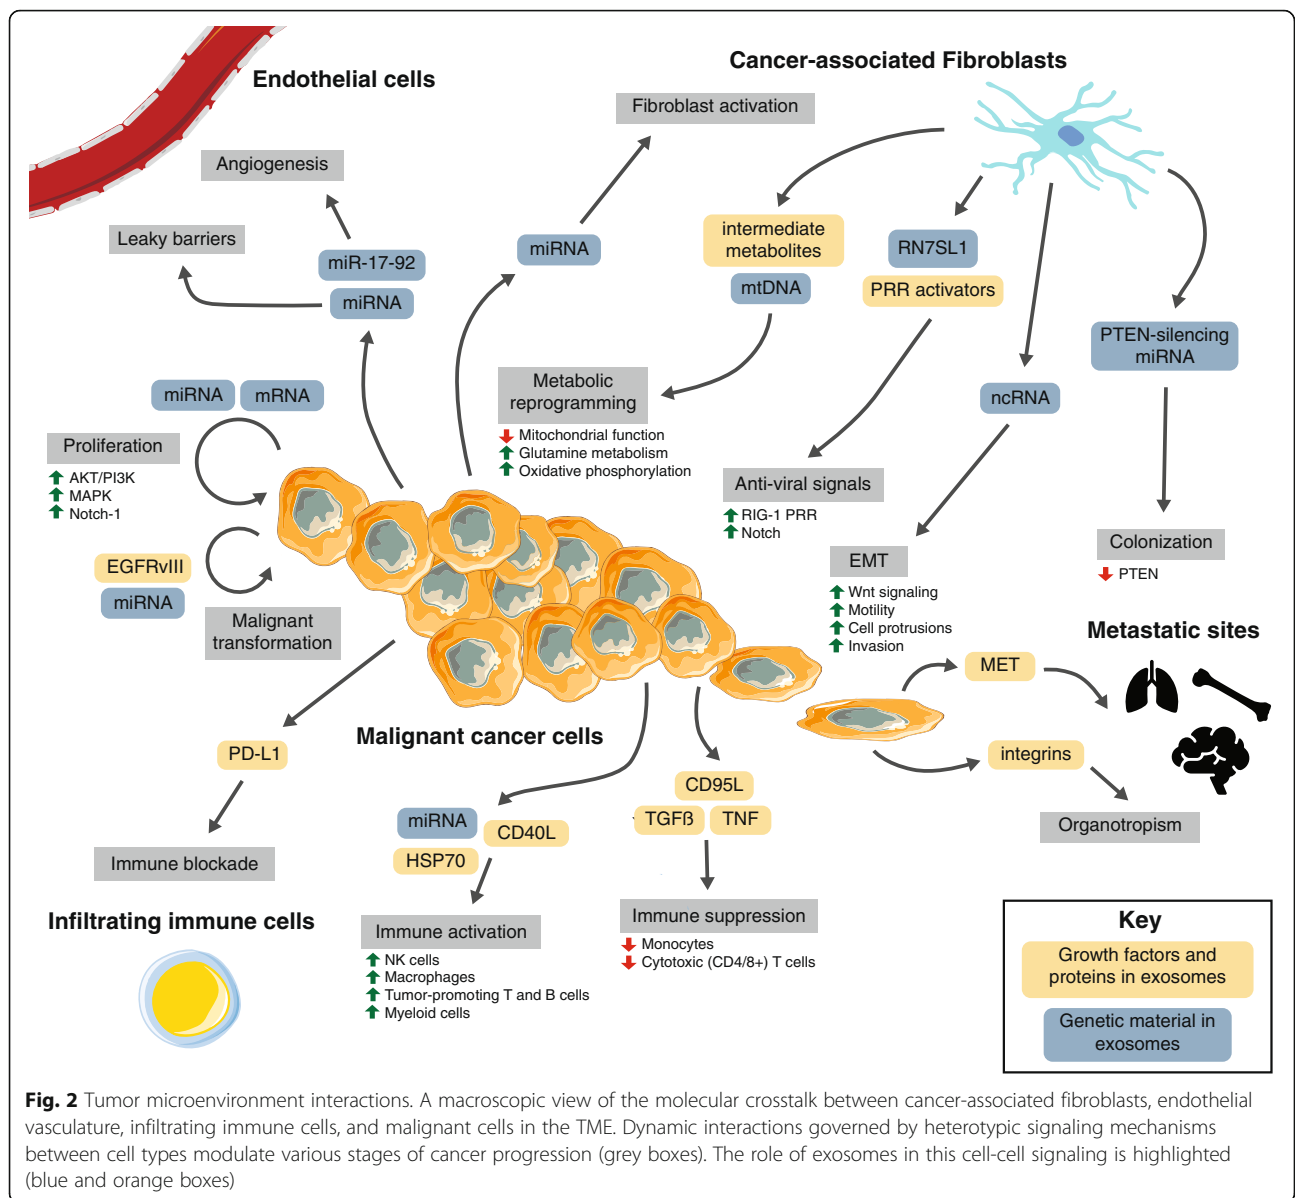 Endothelial cells
Cancer-associated Fibroblasts
Fibroblast activation
Angiogenesis
Leaky barriers
miR-17-92
miRNA
miRNA
intermediate
metabolites
mtDNA
RN7SL1
PRR activators
PTEN-silencing
miRNA
miRNA
mRNA
Proliferation
AKT/PI3K
MAPK
Notch-1
Metabolic
reprogramming
Mitochondrial function
Glutamine metabolism
Oxidative phosphorylation
ncRNA
Anti-viral signals
RIG-1 PRR
Notch
EGFRvIII
miRNA
Malignant
transformation
EMT
Wnt signaling
Motility
Cell protrusions
Invasion
Colonization
PTEN
Metastatic sites
MET
integrins
Organotropism
Malignant cancer cells
PD-L1
Immune blockade
Infiltrating immune cells
miRNA
CD40L
HSP70
Immune activation
NK cells
Macrophages
Tumor-promoting T and B cells
Myeloid cells
CD95L
TGFß
TNF
Immune suppression
Monocytes
Cytotoxic (CD4/8+) T cells
Key
Growth factors and
proteins in exosomes
Genetic material in
exosomes
Fig. 2 Tumor microenvironment interactions. A macroscopic view of the molecular crosstalk between cancer-associated fibroblasts, endothelial
vasculature, infiltrating immune cells, and malignant cells in the TME. Dynamic interactions governed by heterotypic signaling mechanisms
between cell types modulate various stages of cancer progression (grey boxes). The role of exosomes in this cell-cell signaling is highlighted
(blue and orange boxes)